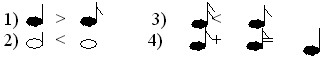 1) > 3) <
2) < 4) + =